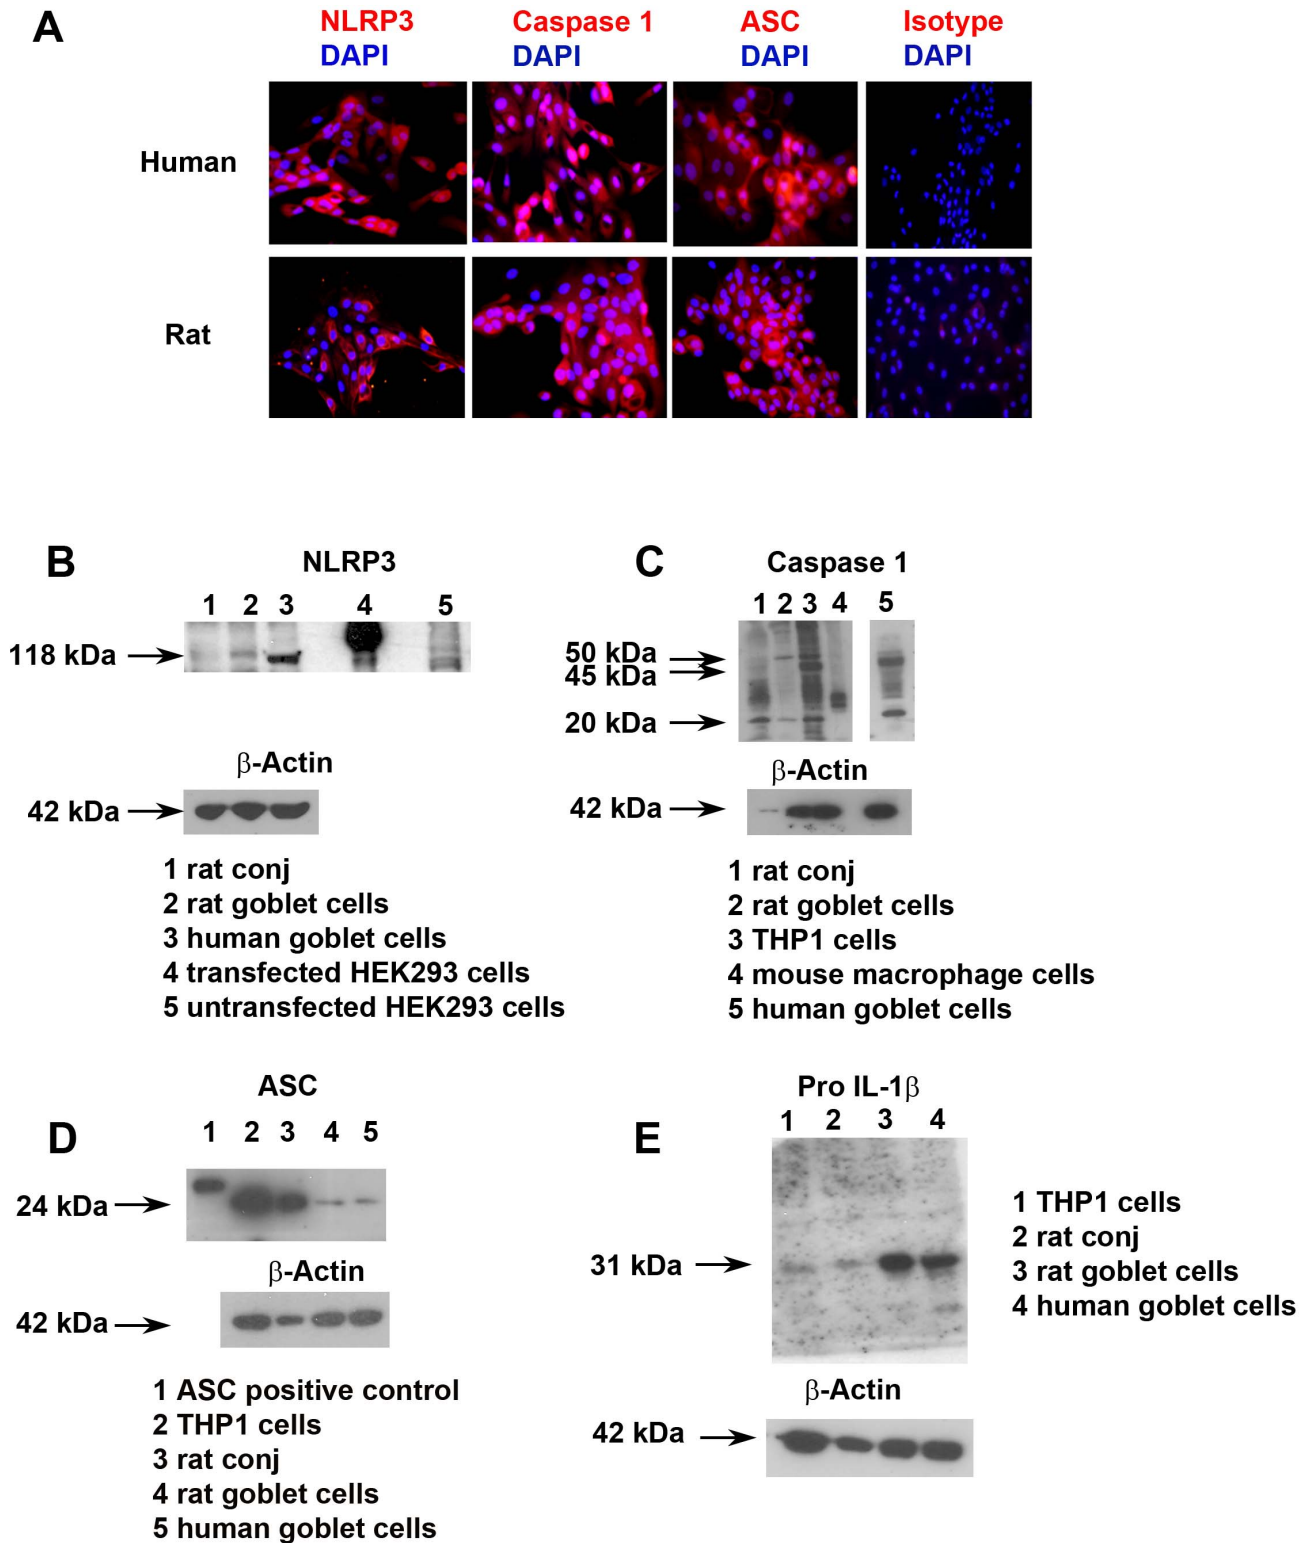 A
NLRP3 Caspase 1 ASC Isotype
DAPI DAPI DAPI DAPI
Human
Rat
B
NLRP3
1 2 3 4 5
118 kDa
β-Actin
42 kDa
1 rat conj
2 rat goblet cells
3 human goblet cells
4 transfected HEK293 cells
5 untransfected HEK293 cells
C
Caspase 1
1 2 3 4 5
50 kDa
45 kDa
20 kDa
β-Actin
42 kDa
1 rat conj
2 rat goblet cells
3 THP1 cells
4 mouse macrophage cells
5 human goblet cells
ASC
D
1 2 3 4 5
24 kDa
β-Actin
42 kDa
1 ASC positive control
2 THP1 cells
3 rat conj
4 rat goblet cells
5 human goblet cells
Pro IL-1β
E
1 2 3 4
31 kDa
1 THP1 cells
2 rat conj
3 rat goblet cells
4 human goblet cells
β-Actin
42 kDa